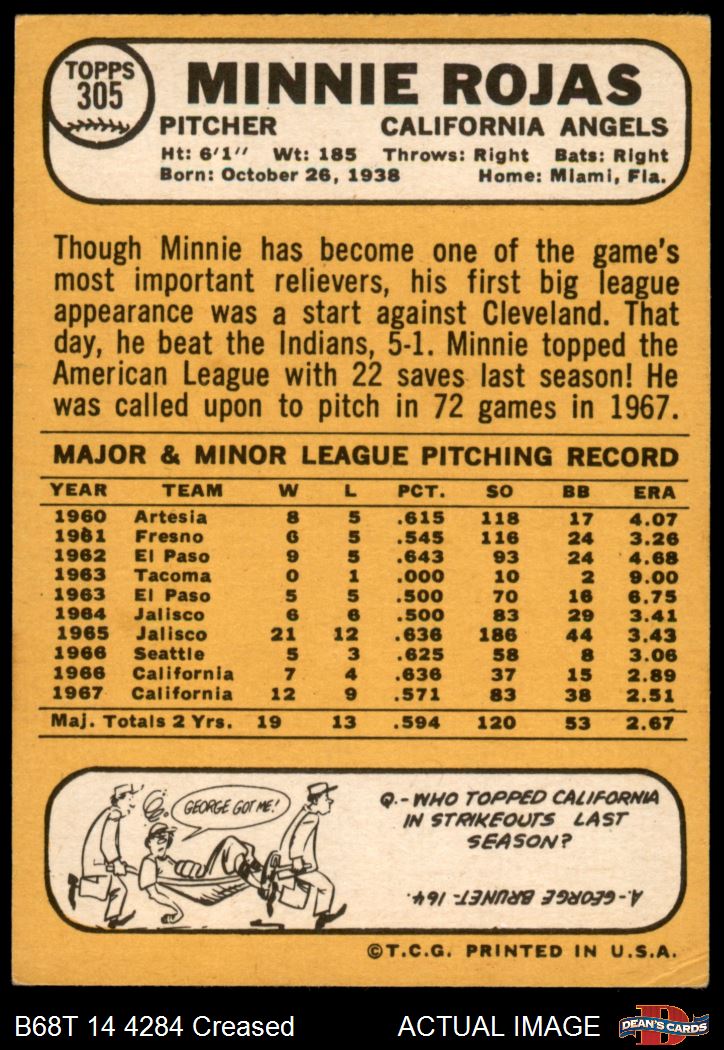 TOPPS
305
MINNIE ROJAS
PITCHER CALIFORNIA ANGELS
Ht: 6'1" Wt: 185 Throws: Right Bats: Right
Born: October 26, 1938 Home: Miami, Fla.
Though Minnie has become one of the game's
most important relievers, his first big league
appearance was a start against Cleveland. That
day, he beat the Indians, 5-1. Minnie topped the
American League with 22 saves last season! He
was called upon to pitch in 72 games in 1967.
MAJOR & MINOR LEAGUE PITCHING RECORD
YEAR TEAM W L PCT. SO BB ERA
1960 Artesia 8 5 .615 118 17 4.07
1961 Fresno 6 5 .545 116 24 3.26
1962 El Paso 9 5 .643 93 24 4.68
1963 Tacoma 0 1 .000 10 2 9.00
1963 El Paso 5 5 .500 70 16 6.75
1964 Jalisco 6 6 .500 83 29 3.41
1965 Jalisco 21 12 .636 186 44 3.43
1966 Seattle 5 3 .625 58 8 3.06
1966 California 7 4 .636 37 15 2.89
1967 California 12 9 .571 83 38 2.51
Maj. Totals 2 Yrs. 19 13 .594 120 53 2.67
GEORGE GOT ME!
Q.-WHO TOPPED CALIFORNIA
IN STRIKEOUTS LAST
SEASON?
A-GEORGE BRUNET-164.
©T.C.G. PRINTED IN U.S.A.
B68T 14 4284 Creased ACTUAL IMAGE
D
DEAN'S CARDS